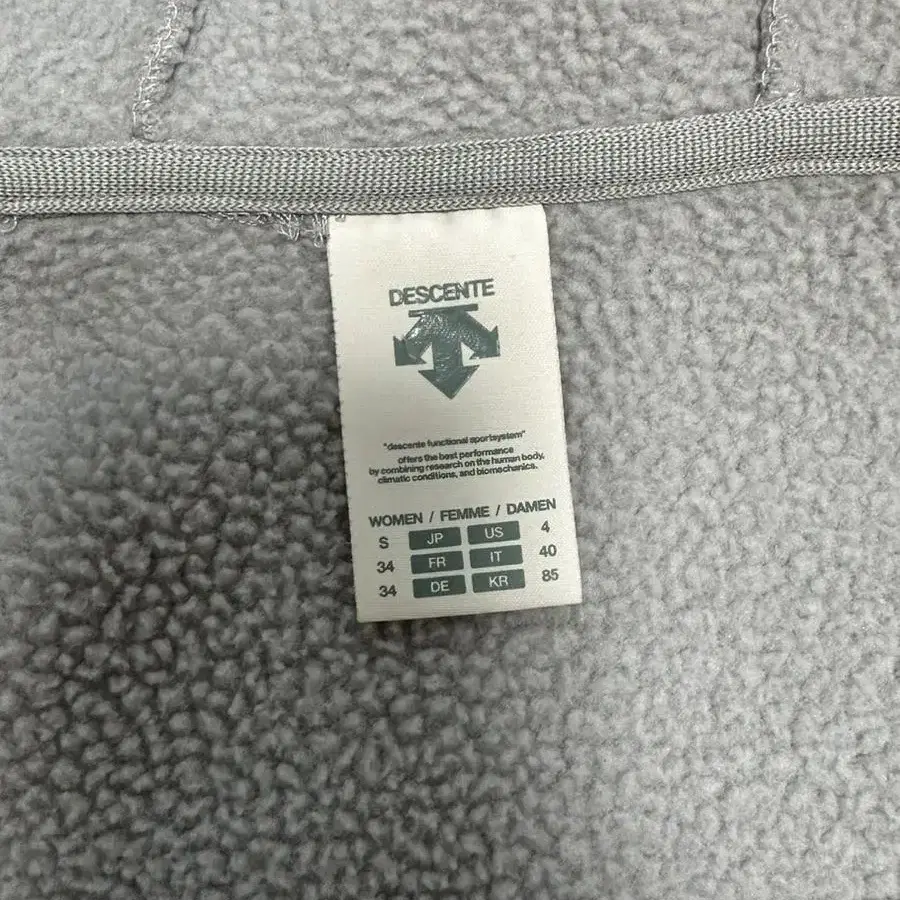 DESCENTE
"descente functional sportsystem"
offers the best performance
by combining research on the human body,
climatic conditions, and biomechanics.
WOMEN / FEMME / DAMEN
S JP US 4
34 FR IT 40
34 DE KR 85